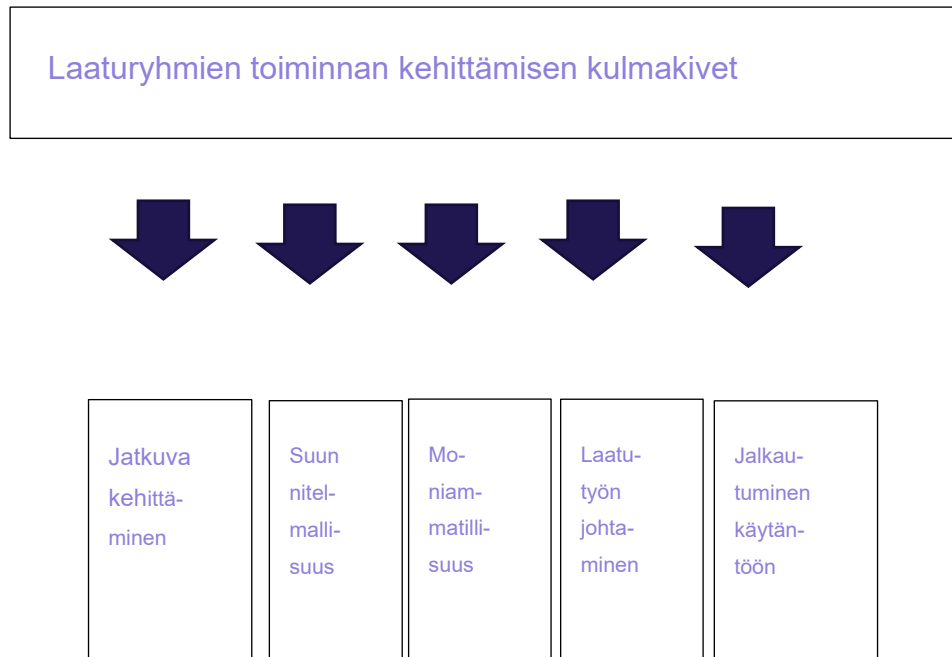 Laaturyhmien toiminnan kehittämisen kulmakivet
Jatkuva
kehittä-
minen
Suun
nitel-
malli-
suus
Mo-
niam-
matilli-
suus
Laatu-
työn
johta-
minen
Jalkau-
tuminen
käytän-
töön